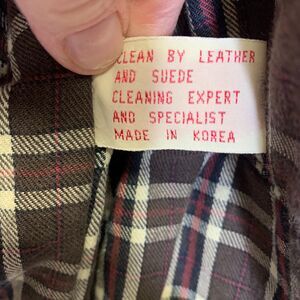 CLEAN BY LEATHER
AND SUEDE
CLEANING EXPERT
AND SPECIALIST
MADE IN KOREA